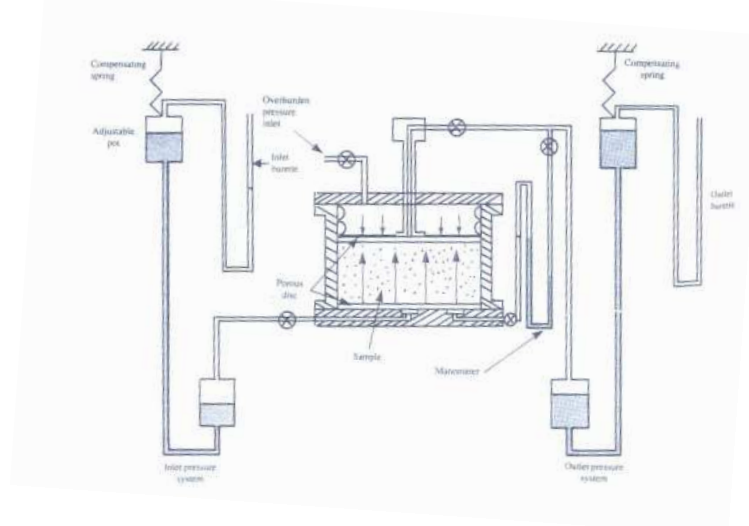 Compensating
spring
Compensating
spring
Overburden
pressure
inlet
Adjustable
pot
Inlet
burette
Outlet
burette
Porous
disc
Sample
Manometer
Inlet pressure
system
Outlet pressure
system